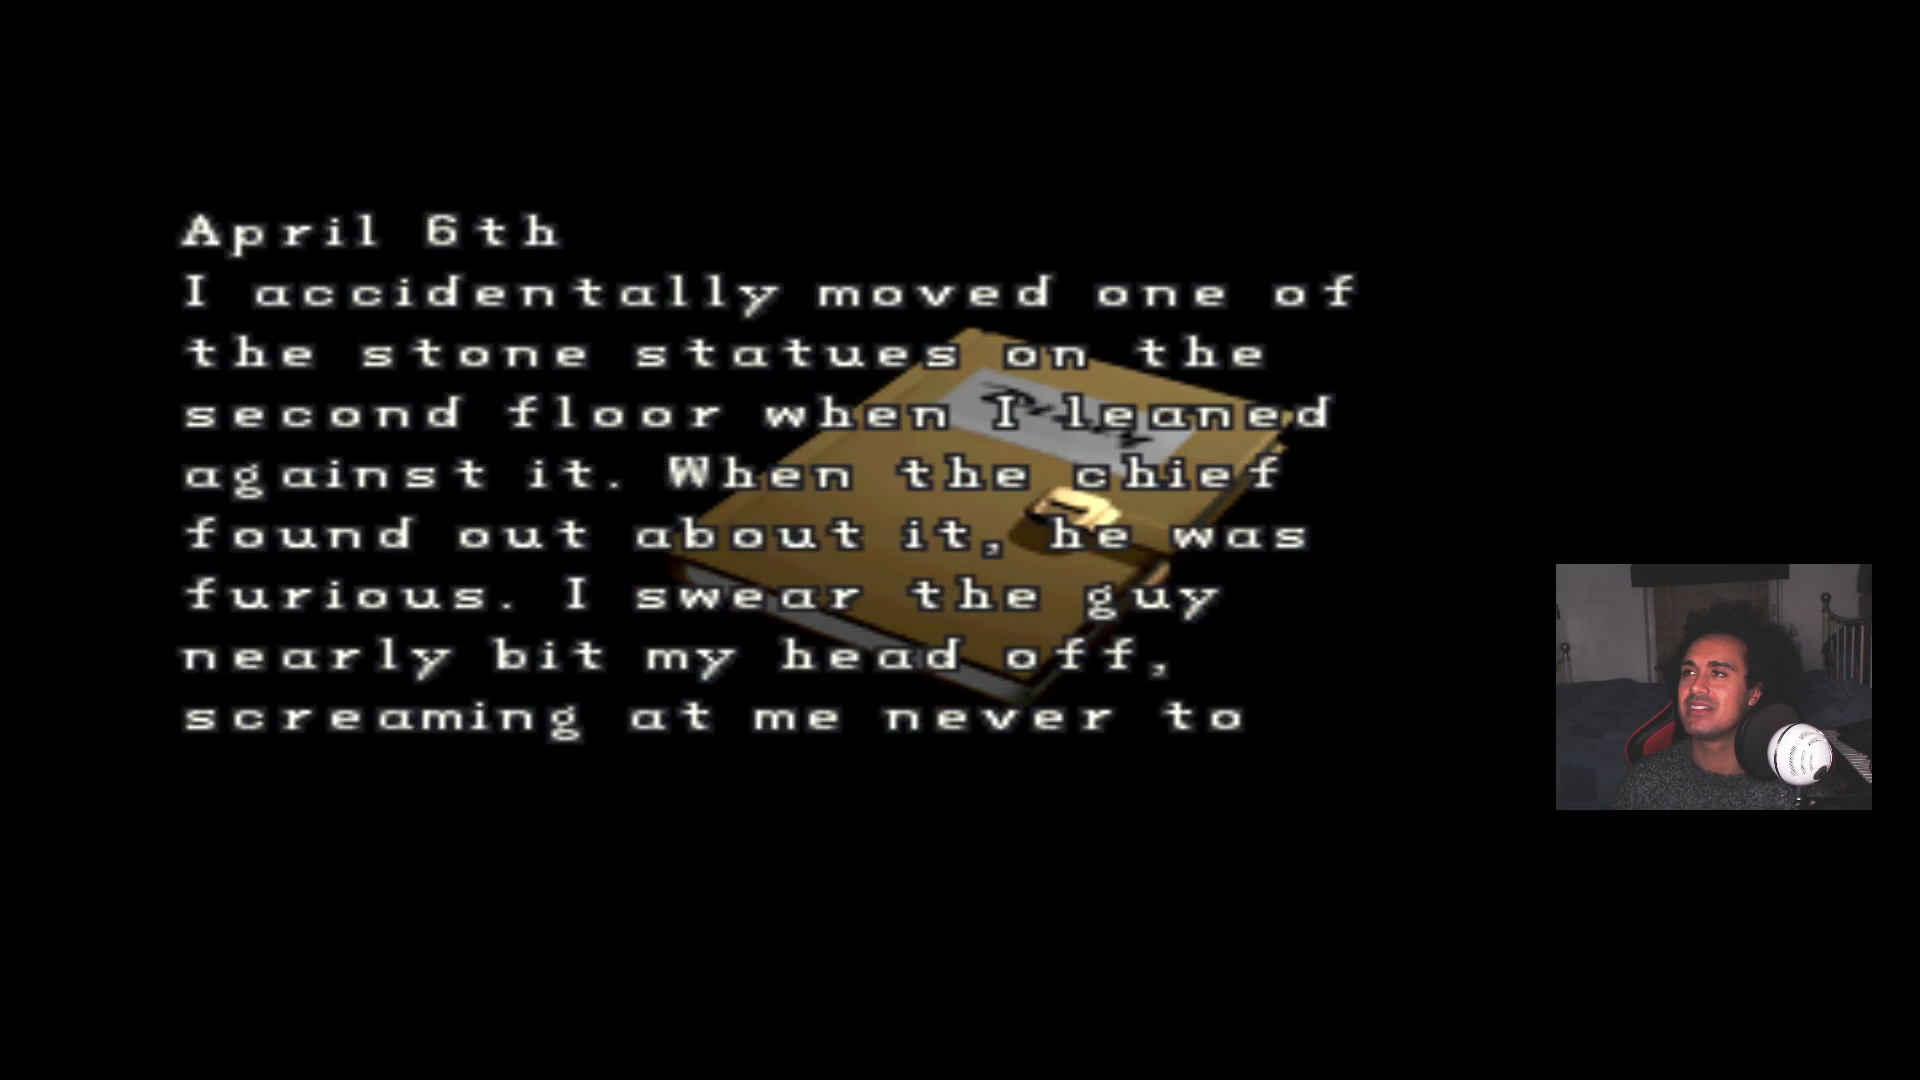 April 6th
I accidentally moved one of
the stone statues on the
second floor when I leaned
against it. When the chief
found out about it, he was
furious. I swear the guy
nearly bit my head off,
screaming at me never to